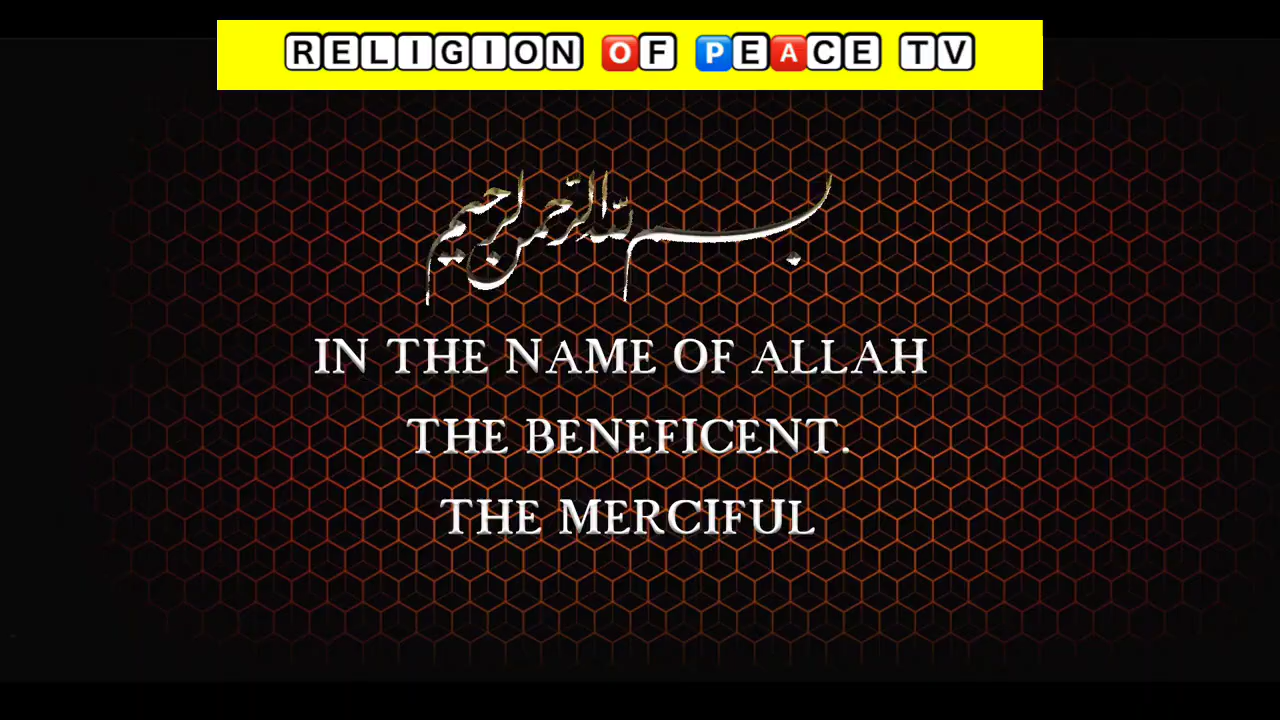 RELIGION OF PEACE TV
بسم الله الرحمن الرحيم
IN THE NAME OF ALLAH
THE BENEFICENT.
THE MERCIFUL